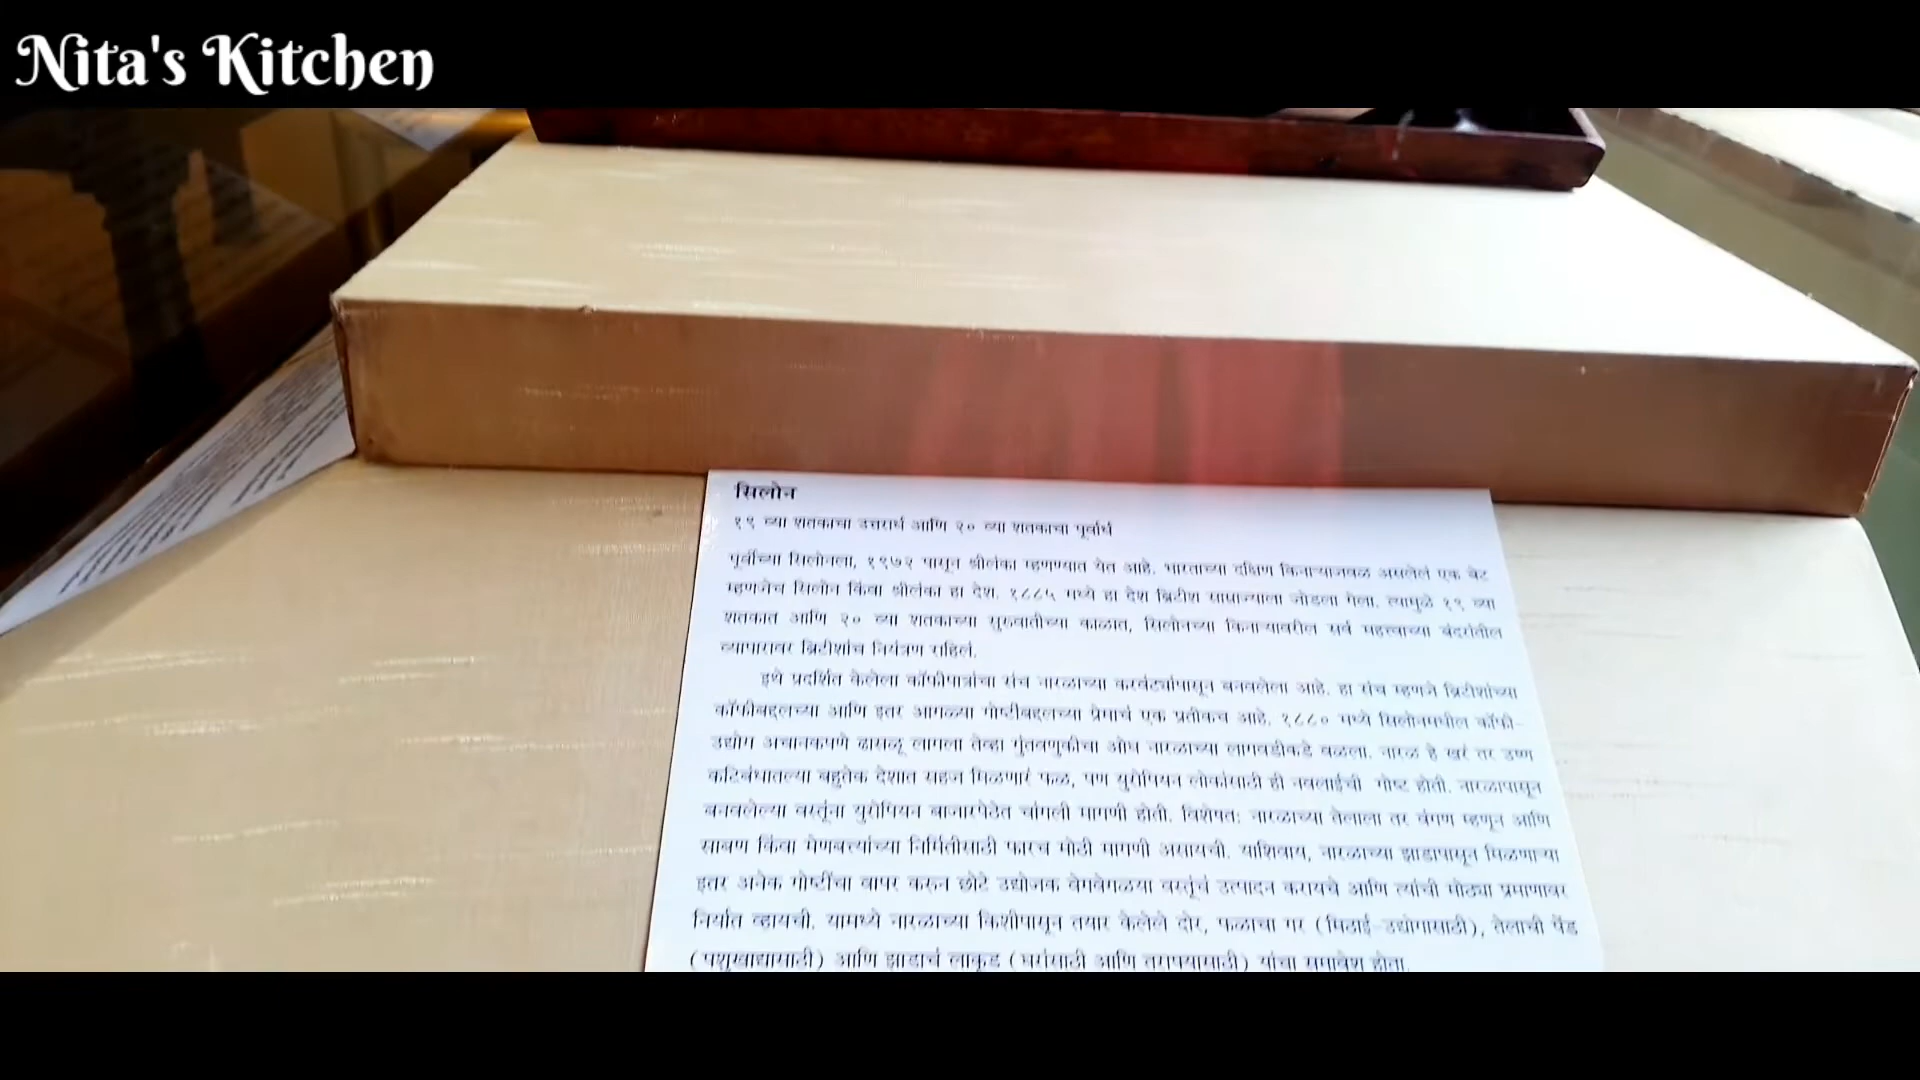 Nita's Kitchen
सिलोन
१९ व्या शतकाचा उत्तरार्ध आणि २० व्या शतकाचा पूर्वार्ध
पूर्वीच्या सिलोनला, १९७२ पासून श्रीलंका म्हणण्यात येत आहे. भारताच्या दक्षिण किनाऱ्याजवळ असलेलं एक बेट
म्हणजेच सिलोन किंवा श्रीलंका हा देश. १८८५ मध्ये हा देश ब्रिटीश साम्राज्याला जोडला गेला. त्यामुळे १९ व्या
शतकात आणि २० व्या शतकाच्या सुरुवातीच्या काळात, सिलोनच्या किनाऱ्यावरील सर्व महत्त्वाच्या बंदरांतील
व्यापारावर ब्रिटीशांच नियंत्रण राहिलं.
इथे प्रदर्शित केलेला कॉफीपात्रांचा संच नारळाच्या करवंट्यांपासून बनवलेला आहे. हा संच म्हणजे ब्रिटीशांच्या
कॉफीबद्दलच्या आणि इतर आगळ्या गोष्टींबद्दलच्या प्रेमाचं एक प्रतीकच आहे. १८८० मध्ये सिलोनमधील कॉफी-
उद्योग अचानकपणे ढासळू लागला तेव्हा गुंतवणुकीचा ओघ नारळाच्या लागवडीकडे वळला. नारळ हे खरं तर उष्ण
कटिबंधातल्या बहुतेक देशात सहज मिळणारं फळ, पण युरोपियन लोकांसाठी ही नवलाईची गोष्ट होती. नारळापासून
बनवलेल्या वस्तूंना युरोपियन बाजारपेठेत चांगली मागणी होती. विशेषत: नारळाच्या तेलाला तर वंगण म्हणून आणि
साबण किंवा मेणबत्त्यांच्या निर्मितीसाठी फारच मोठी मागणी असायची. याशिवाय, नारळाच्या झाडापासून मिळणाऱ्या
इतर अनेक गोष्टींचा वापर करून छोटे उद्योजक वेगवेगळ्या वस्तूंचं उत्पादन करायचे आणि त्यांची मोठ्या प्रमाणावर
निर्यात व्हायची. यामध्ये नारळाच्या किशीपासून तयार केलेले दोर, फळाचा गर (मिठाई-उद्योगासाठी), तेलाची पेंड
(पशुखाद्यासाठी) आणि झाडाचं लाकूड (घरांसाठी आणि तराफ्यासाठी) यांचा समावेश होता.